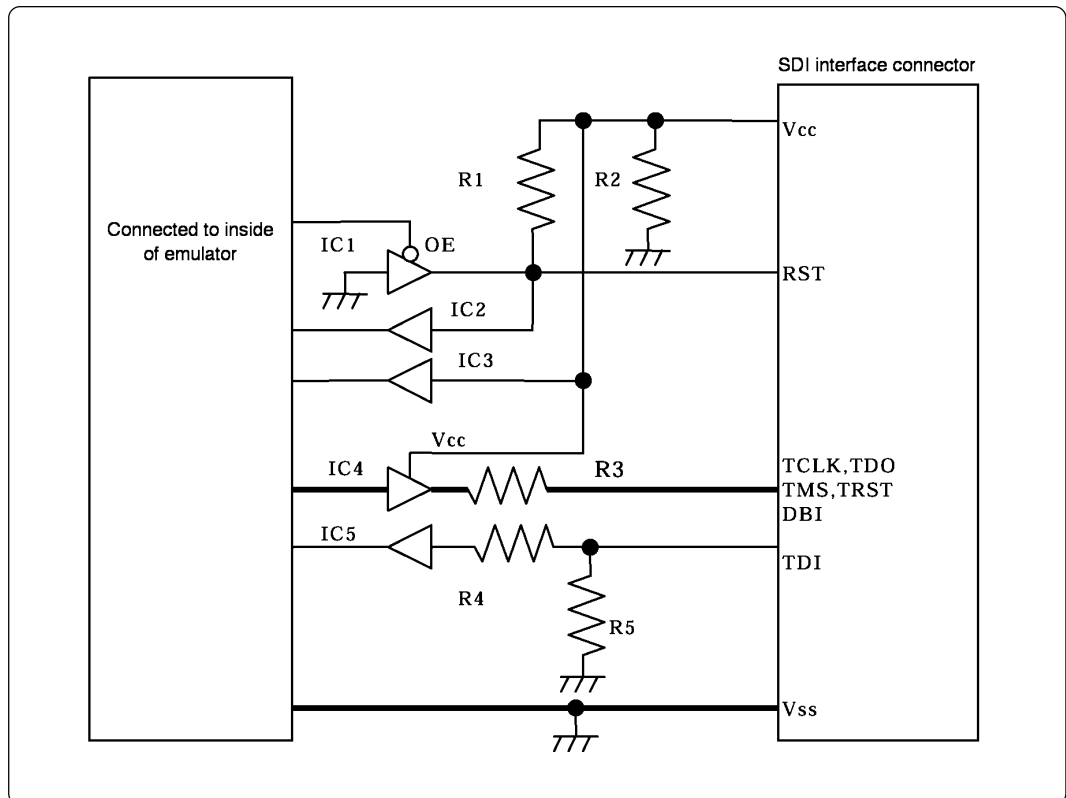 SDI interface connector
Vcc
R1
R2
Connected to inside
of emulator
IC1
OE
RST
IC2
IC3
Vcc
IC4
R3
TCLK,TDO
TMS,TRST
DBI
IC5
TDI
R4
R5
Vss